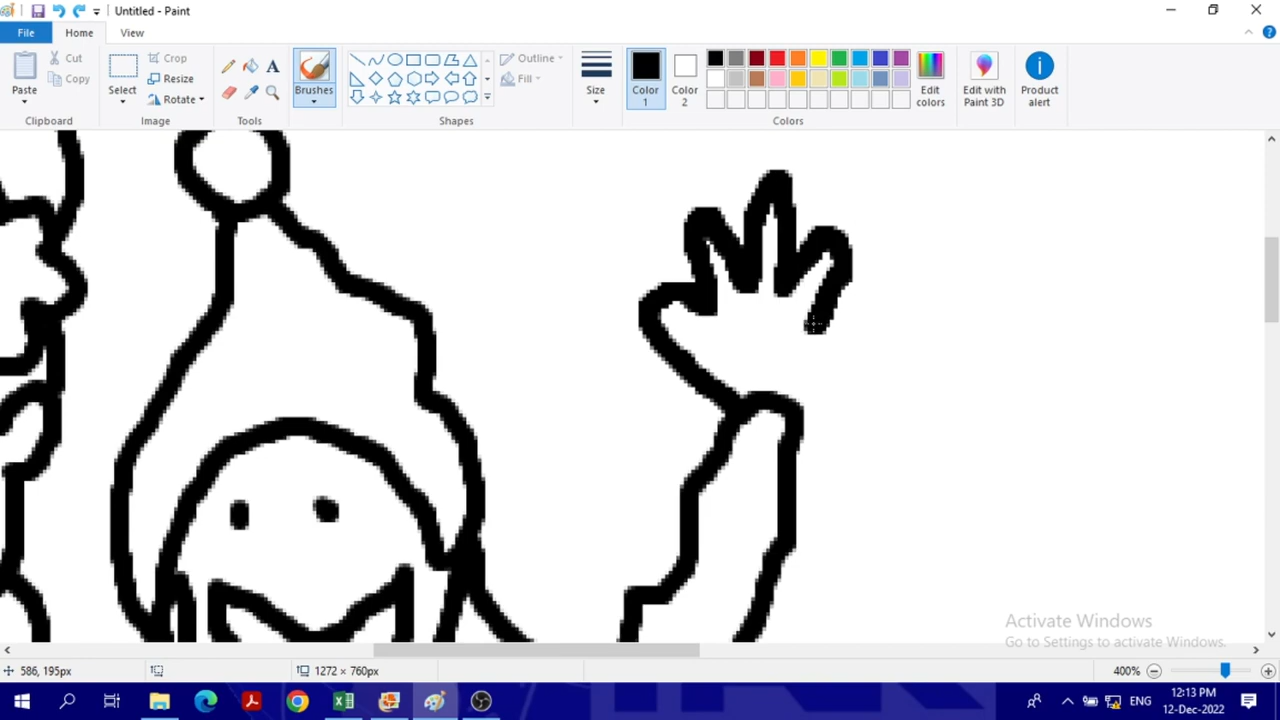 Untitled - Paint
File Home View
Paste
Cut
Copy
Clipboard
Select
Crop
Resize
Rotate
Image
A
Tools
Brushes
Outline
Fill
Shapes
Size
Color 1
Color 2
Edit colors
Colors
Edit with Paint 3D
Product alert
Activate Windows
Go to Settings to activate Windows.
586, 195px
1272 × 760px
400%
ENG
12:13 PM
12-Dec-2022